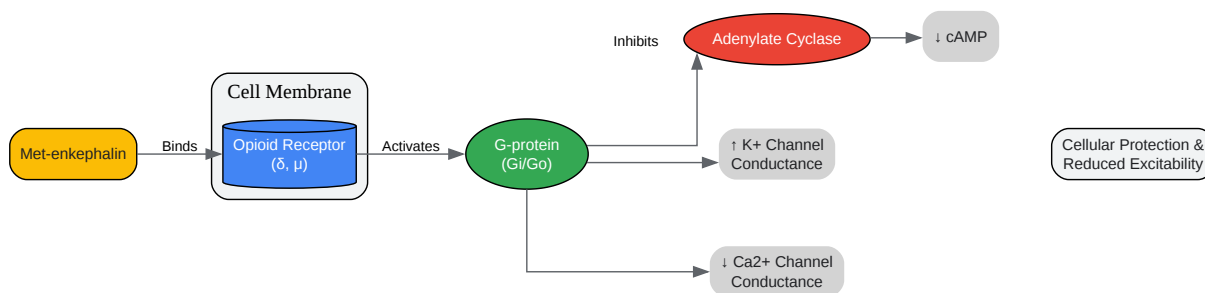 Met-enkephalin
Binds
Cell Membrane
Opioid Receptor
(δ, μ)
Activates
G-protein
(Gi/Go)
Inhibits
Adenylate Cyclase
↓ cAMP
↑ K+ Channel
Conductance
↓ Ca2+ Channel
Conductance
Cellular Protection &
Reduced Excitability